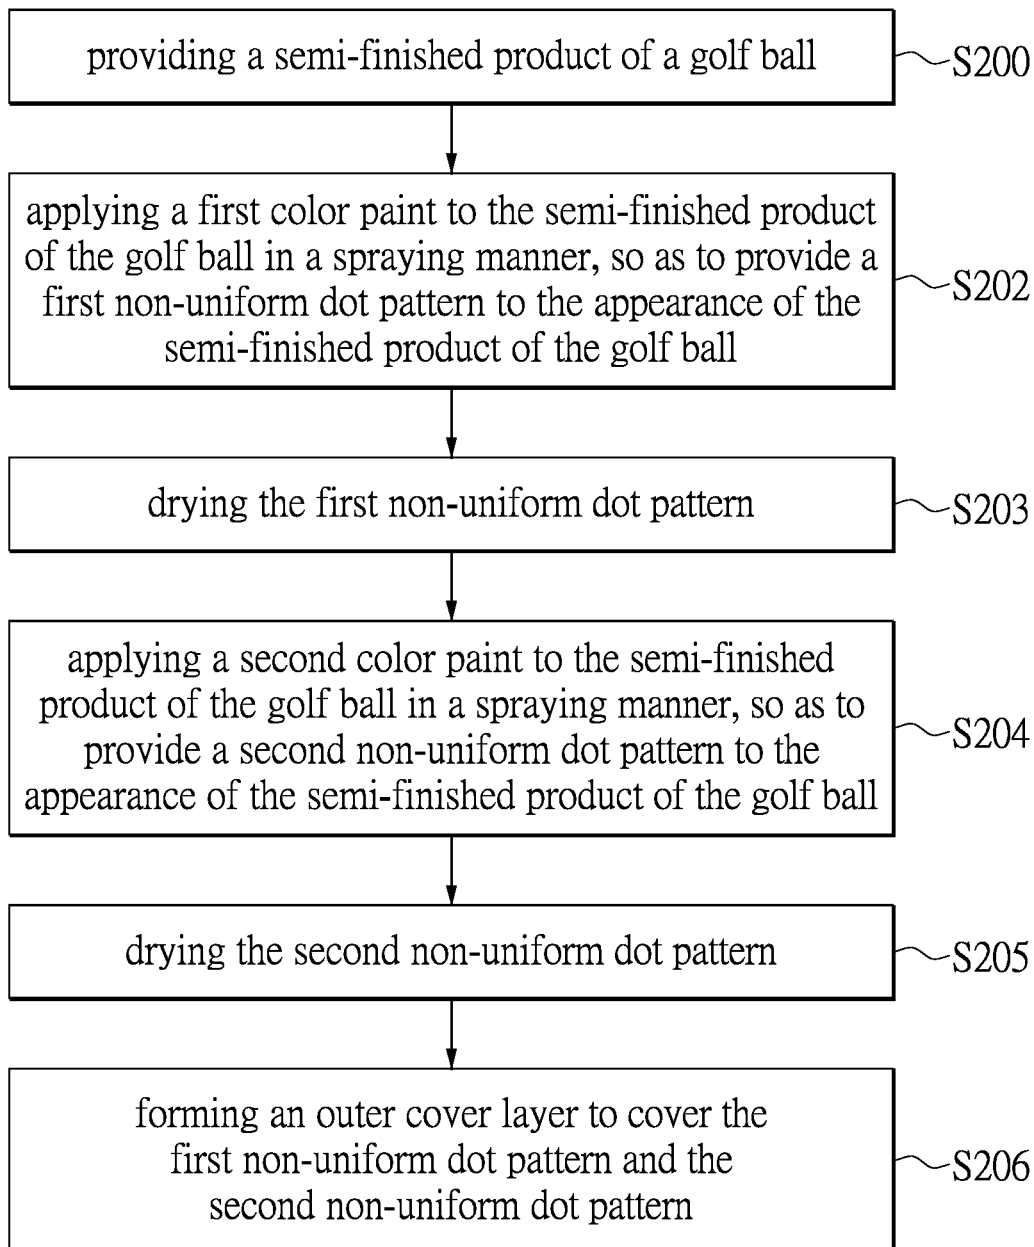 providing a semi-finished product of a golf ball
S200
applying a first color paint to the semi-finished product
of the golf ball in a spraying manner, so as to provide a
first non-uniform dot pattern to the appearance of the
semi-finished product of the golf ball
S202
drying the first non-uniform dot pattern
S203
applying a second color paint to the semi-finished
product of the golf ball in a spraying manner, so as to
provide a second non-uniform dot pattern to the
appearance of the semi-finished product of the golf ball
S204
drying the second non-uniform dot pattern
S205
forming an outer cover layer to cover the
first non-uniform dot pattern and the
second non-uniform dot pattern
S206